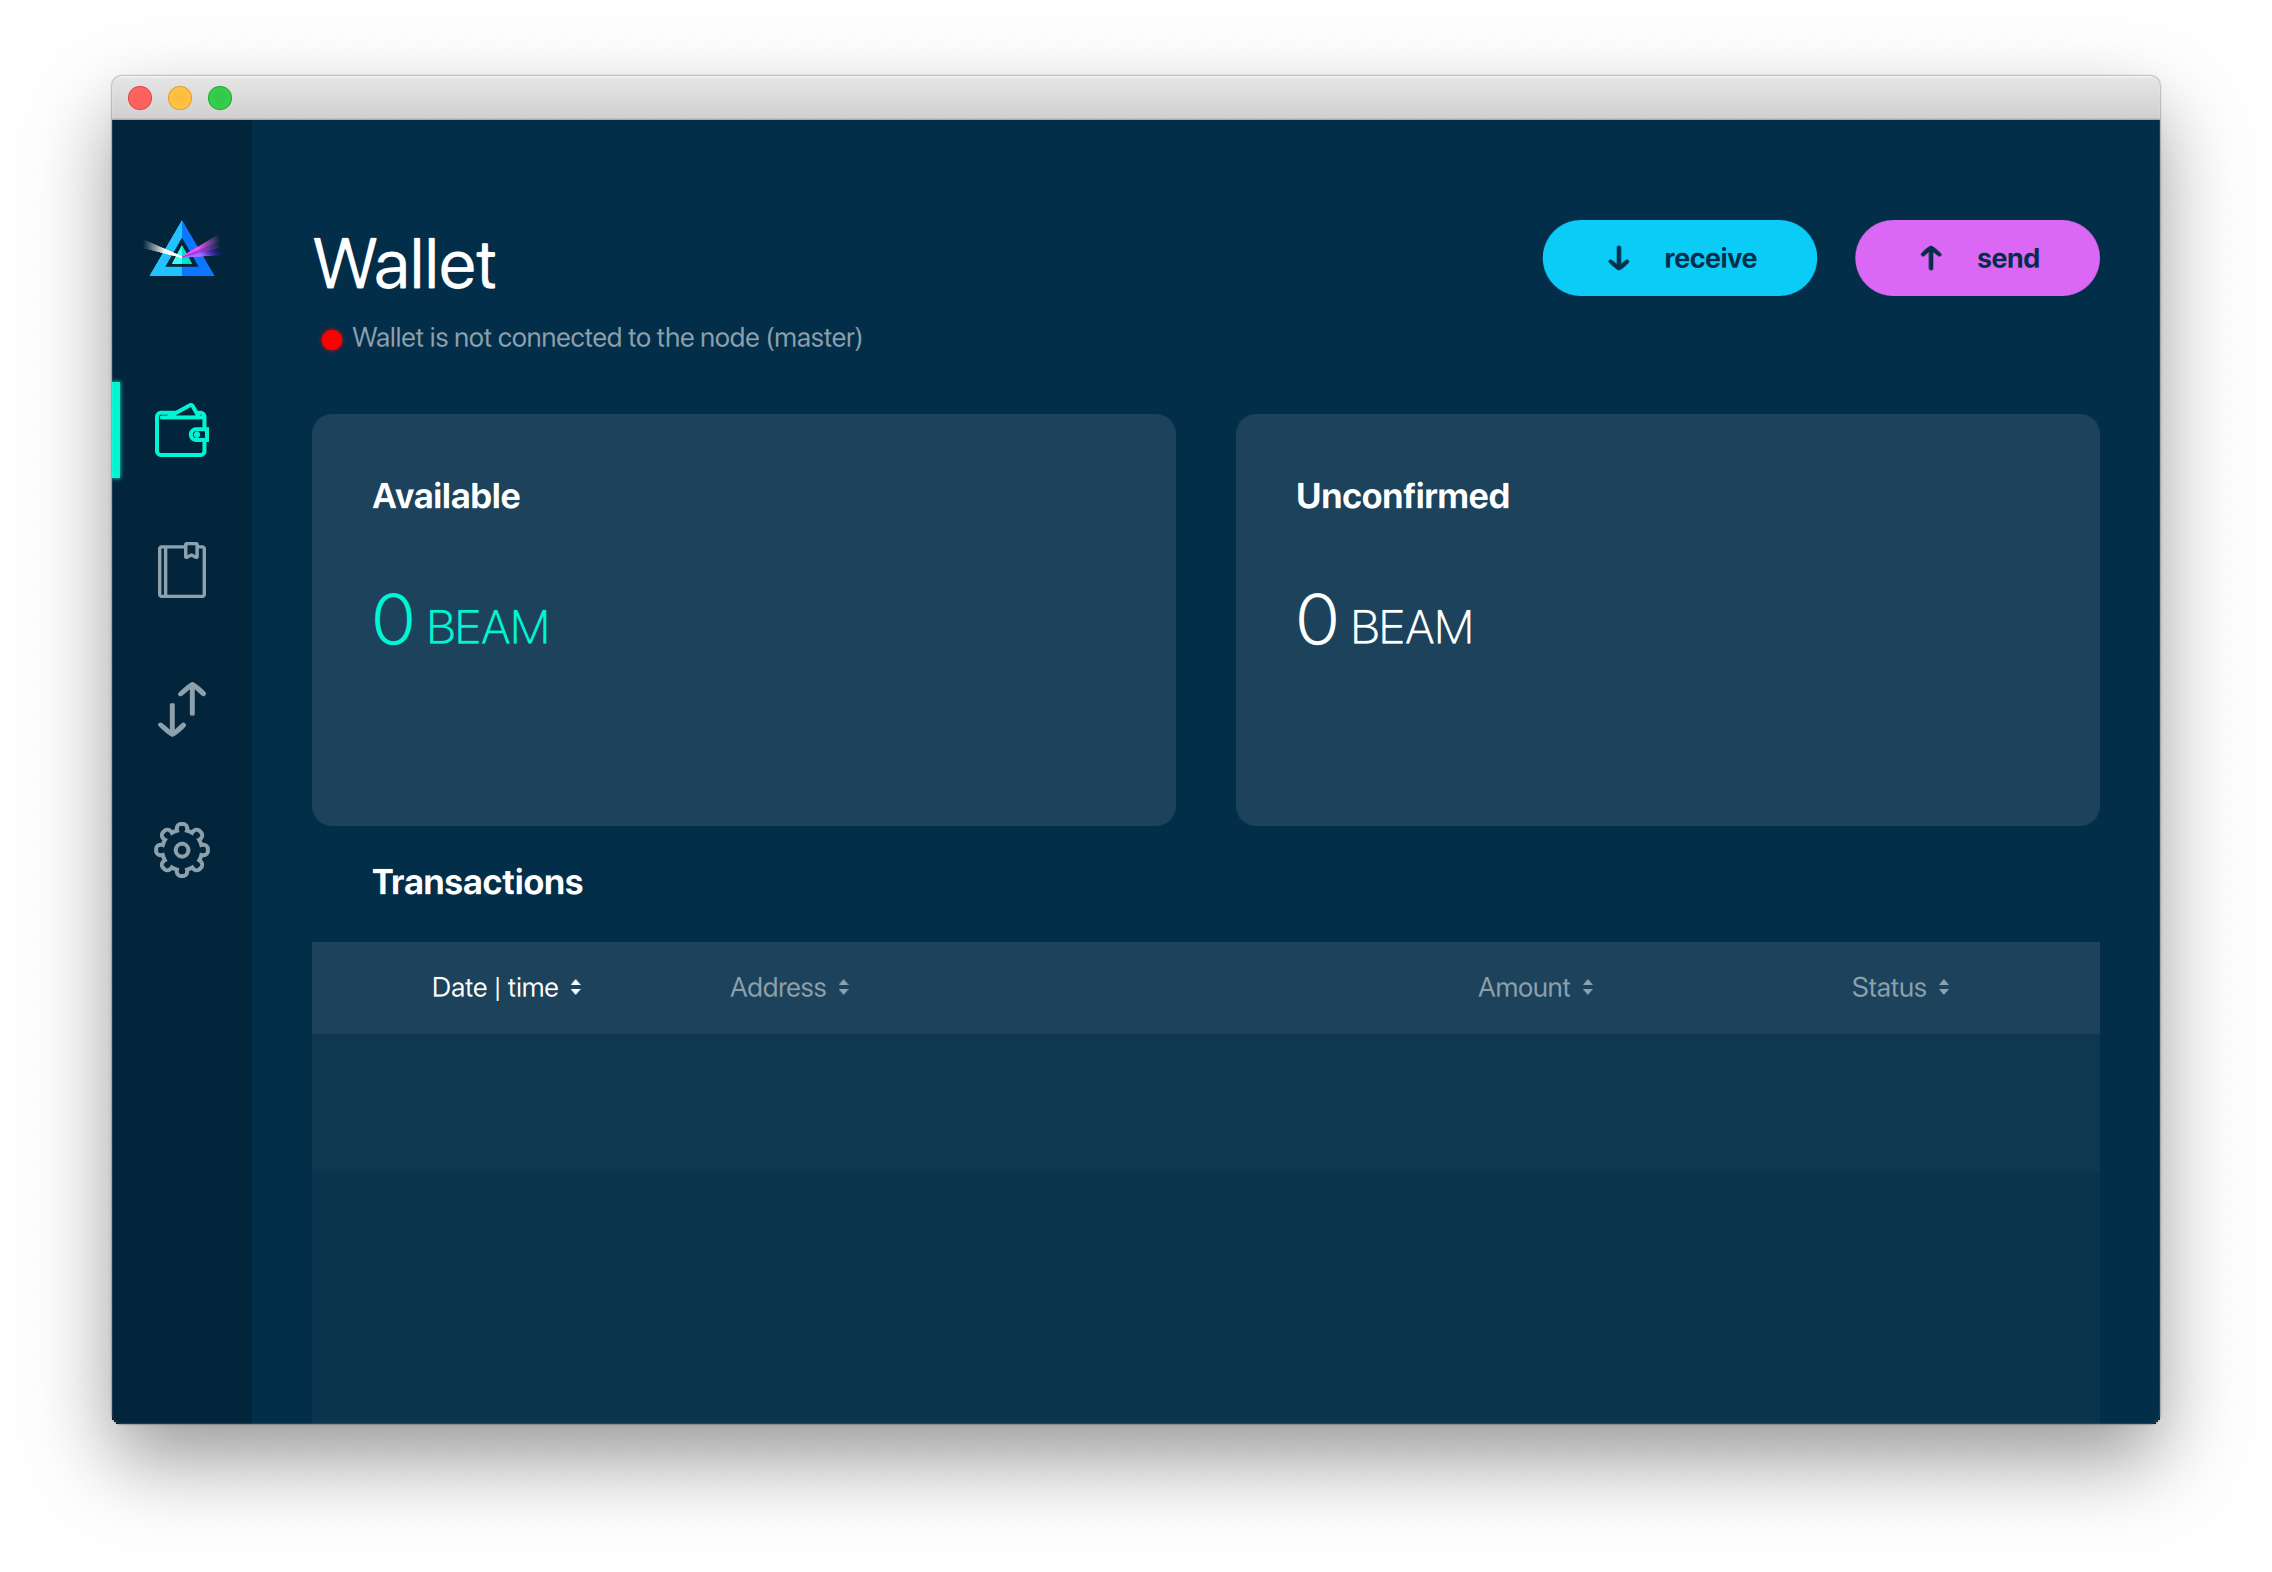 Wallet
receive
send
Wallet is not connected to the node (master)
Available
Unconfirmed
0 BEAM
0 BEAM
Transactions
Date | time
Address
Amount
Status